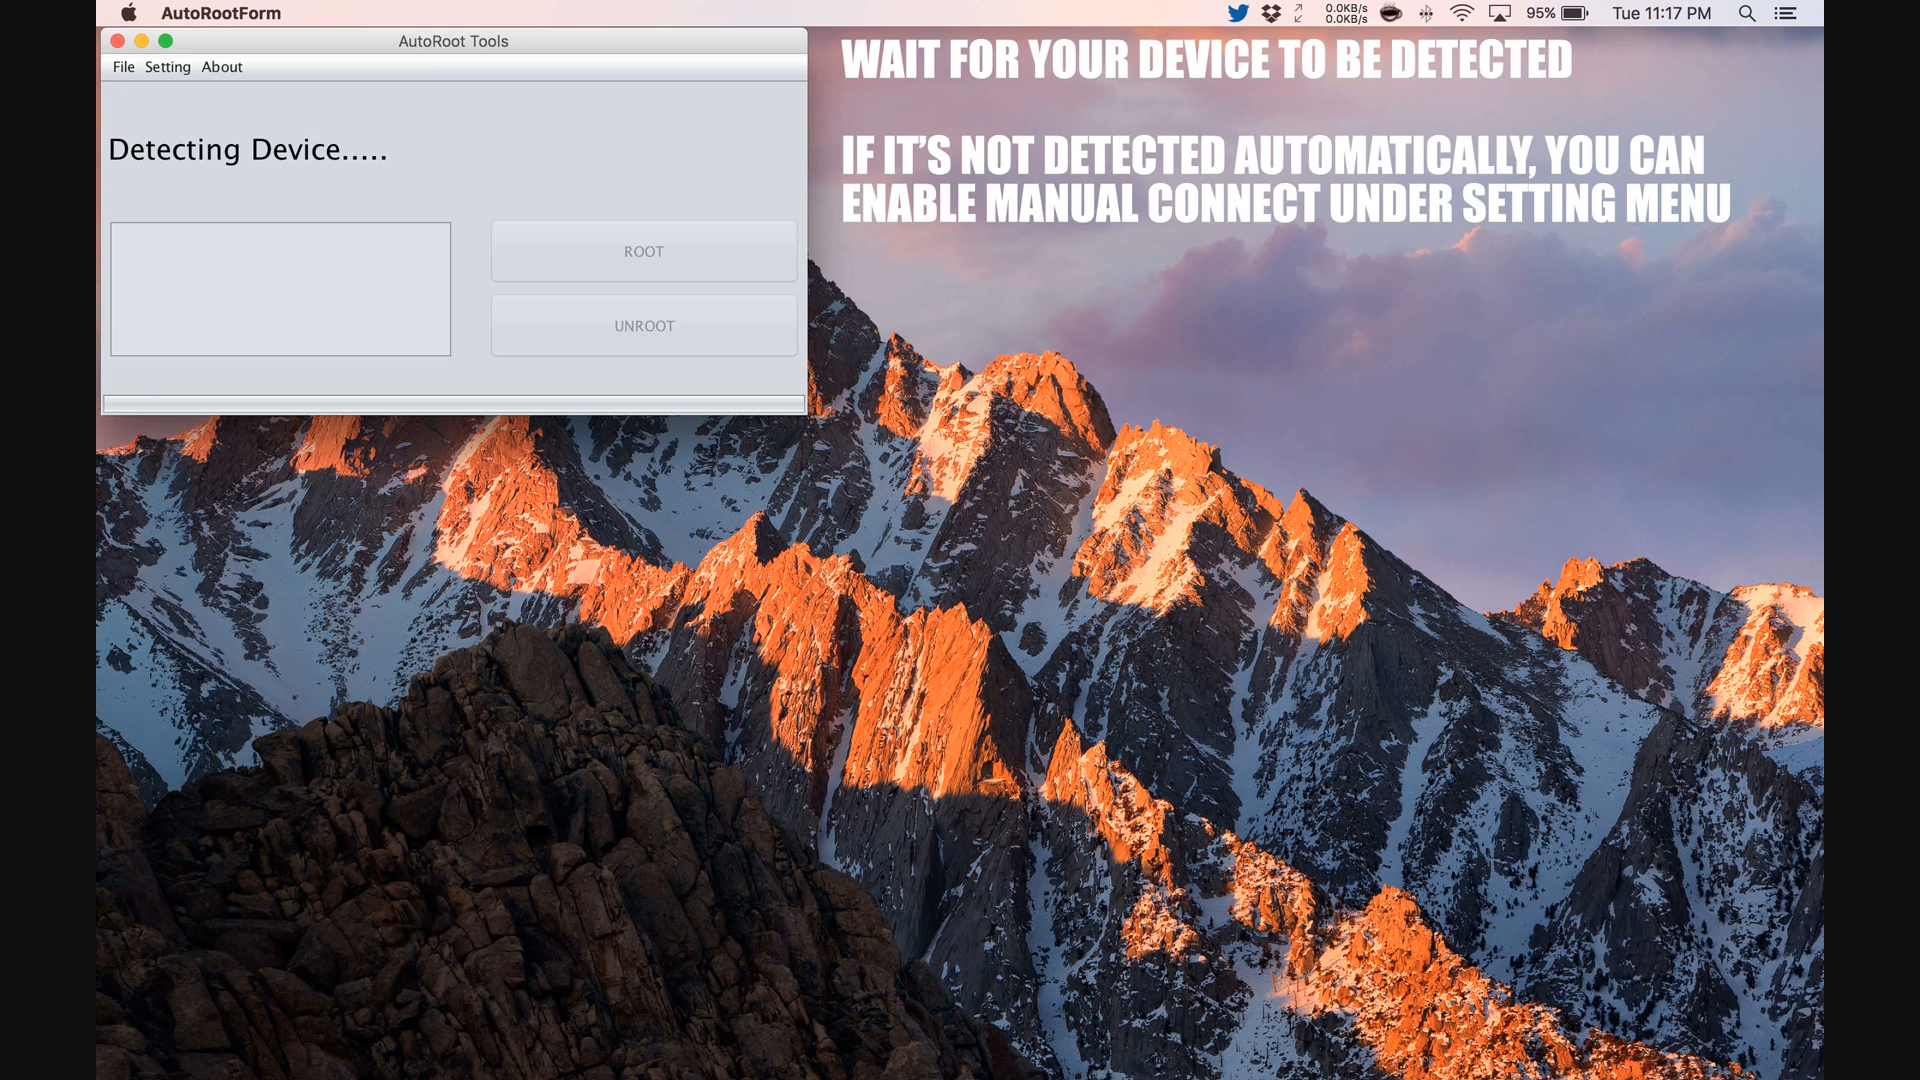 AutoRootForm
0.0KB/s
0.0KB/s
95%
Tue 11:17 PM
AutoRoot Tools
File Setting About
Detecting Device.....
ROOT
UNROOT
WAIT FOR YOUR DEVICE TO BE DETECTED
IF IT'S NOT DETECTED AUTOMATICALLY, YOU CAN
ENABLE MANUAL CONNECT UNDER SETTING MENU